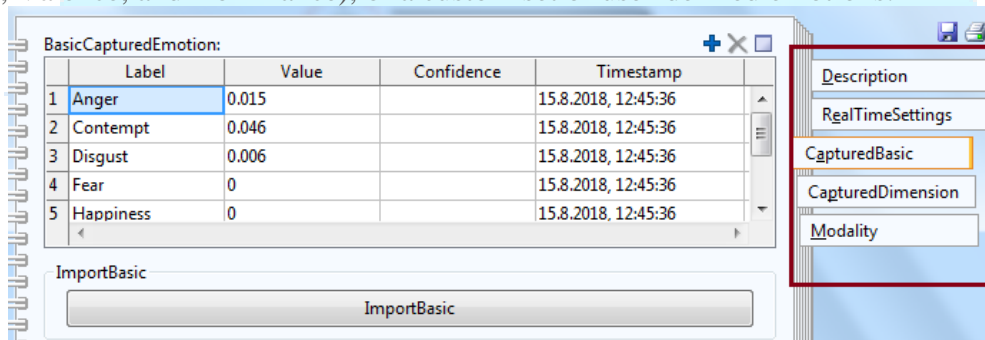 BasicCapturedEmotion:
Label Value Confidence Timestamp
1 Anger 0.015 15.8.2018, 12:45:36
2 Contempt 0.046 15.8.2018, 12:45:36
3 Disgust 0.006 15.8.2018, 12:45:36
4 Fear 0 15.8.2018, 12:45:36
5 Happiness 0 15.8.2018, 12:45:36
ImportBasic
ImportBasic
Description
RealTimeSettings
CapturedBasic
CapturedDimension
Modality